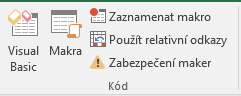 Visual
Basic
Makra
Zaznamenat makro
Použít relativní odkazy
Zabezpečení maker
Kód